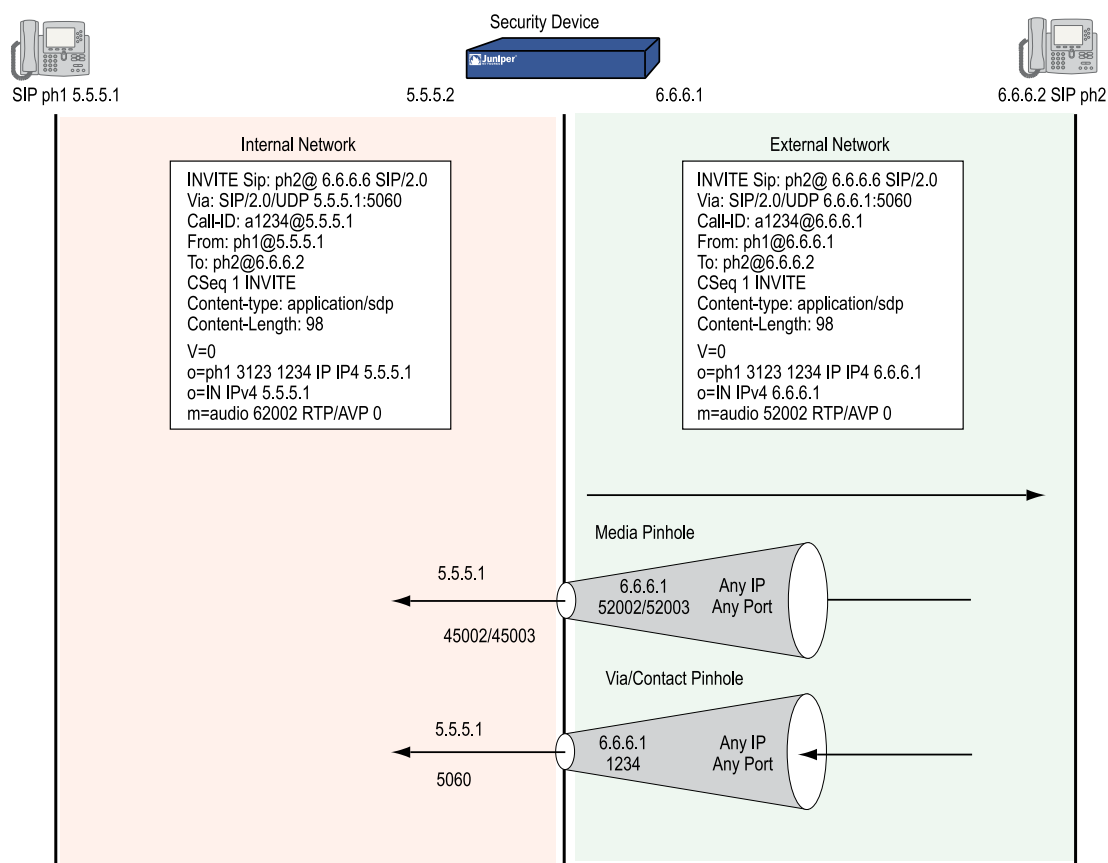 Security Device
Juniper
NETWORKS
SIP ph1 5.5.5.1
5.5.5.2
6.6.6.1
6.6.6.2 SIP ph2
Internal Network
INVITE Sip: ph2@ 6.6.6.6 SIP/2.0
Via: SIP/2.0/UDP 5.5.5.1:5060
Call-ID: a1234@5.5.5.1
From: ph1@5.5.5.1
To: ph2@6.6.6.2
CSeq 1 INVITE
Content-type: application/sdp
Content-Length: 98
V=0
o=ph1 3123 1234 IP IP4 5.5.5.1
o=IN IPv4 5.5.5.1
m=audio 62002 RTP/AVP 0
External Network
INVITE Sip: ph2@ 6.6.6.6 SIP/2.0
Via: SIP/2.0/UDP 6.6.6.1:5060
Call-ID: a1234@6.6.6.1
From: ph1@6.6.6.1
To: ph2@6.6.6.2
CSeq 1 INVITE
Content-type: application/sdp
Content-Length: 98
V=0
o=ph1 3123 1234 IP IP4 6.6.6.1
o=IN IPv4 6.6.6.1
m=audio 52002 RTP/AVP 0
Media Pinhole
5.5.5.1
45002/45003
6.6.6.1
52002/52003
Any IP
Any Port
Via/Contact Pinhole
5.5.5.1
5060
6.6.6.1
1234
Any IP
Any Port